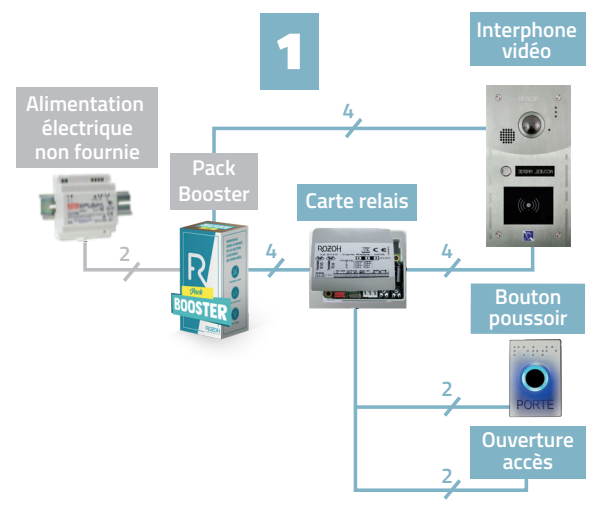 1
Interphone
vidéo
Alimentation
électrique
non fournie
4
Pack
Booster
Carte relais
ROZOH
2
4
4
Pack
BOOSTER
ROZOH
Bouton
poussoir
2
PORTE
Ouverture
accès
2